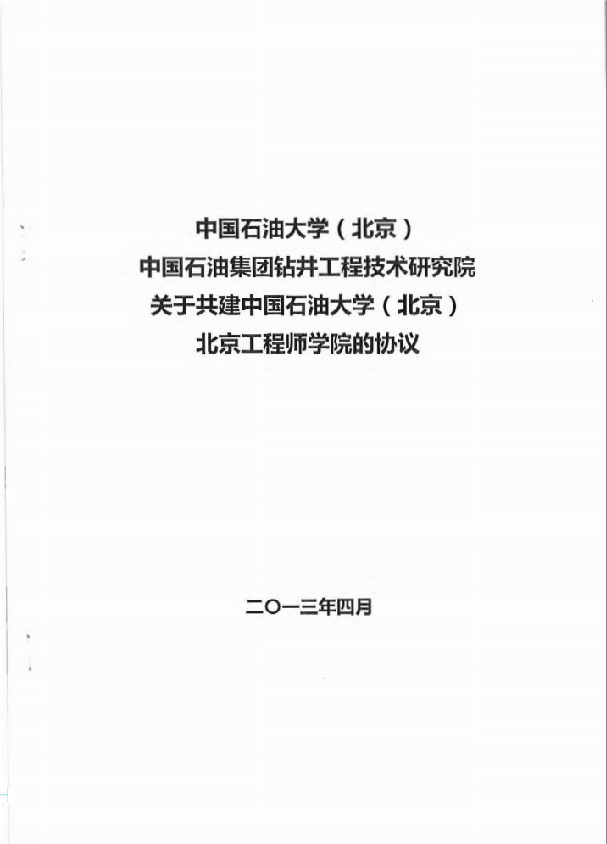 中国石油大学（北京）
中国石油集团钻井工程技术研究院
关于共建中国石油大学（北京）
北京工程师学院的协议
二〇一三年四月